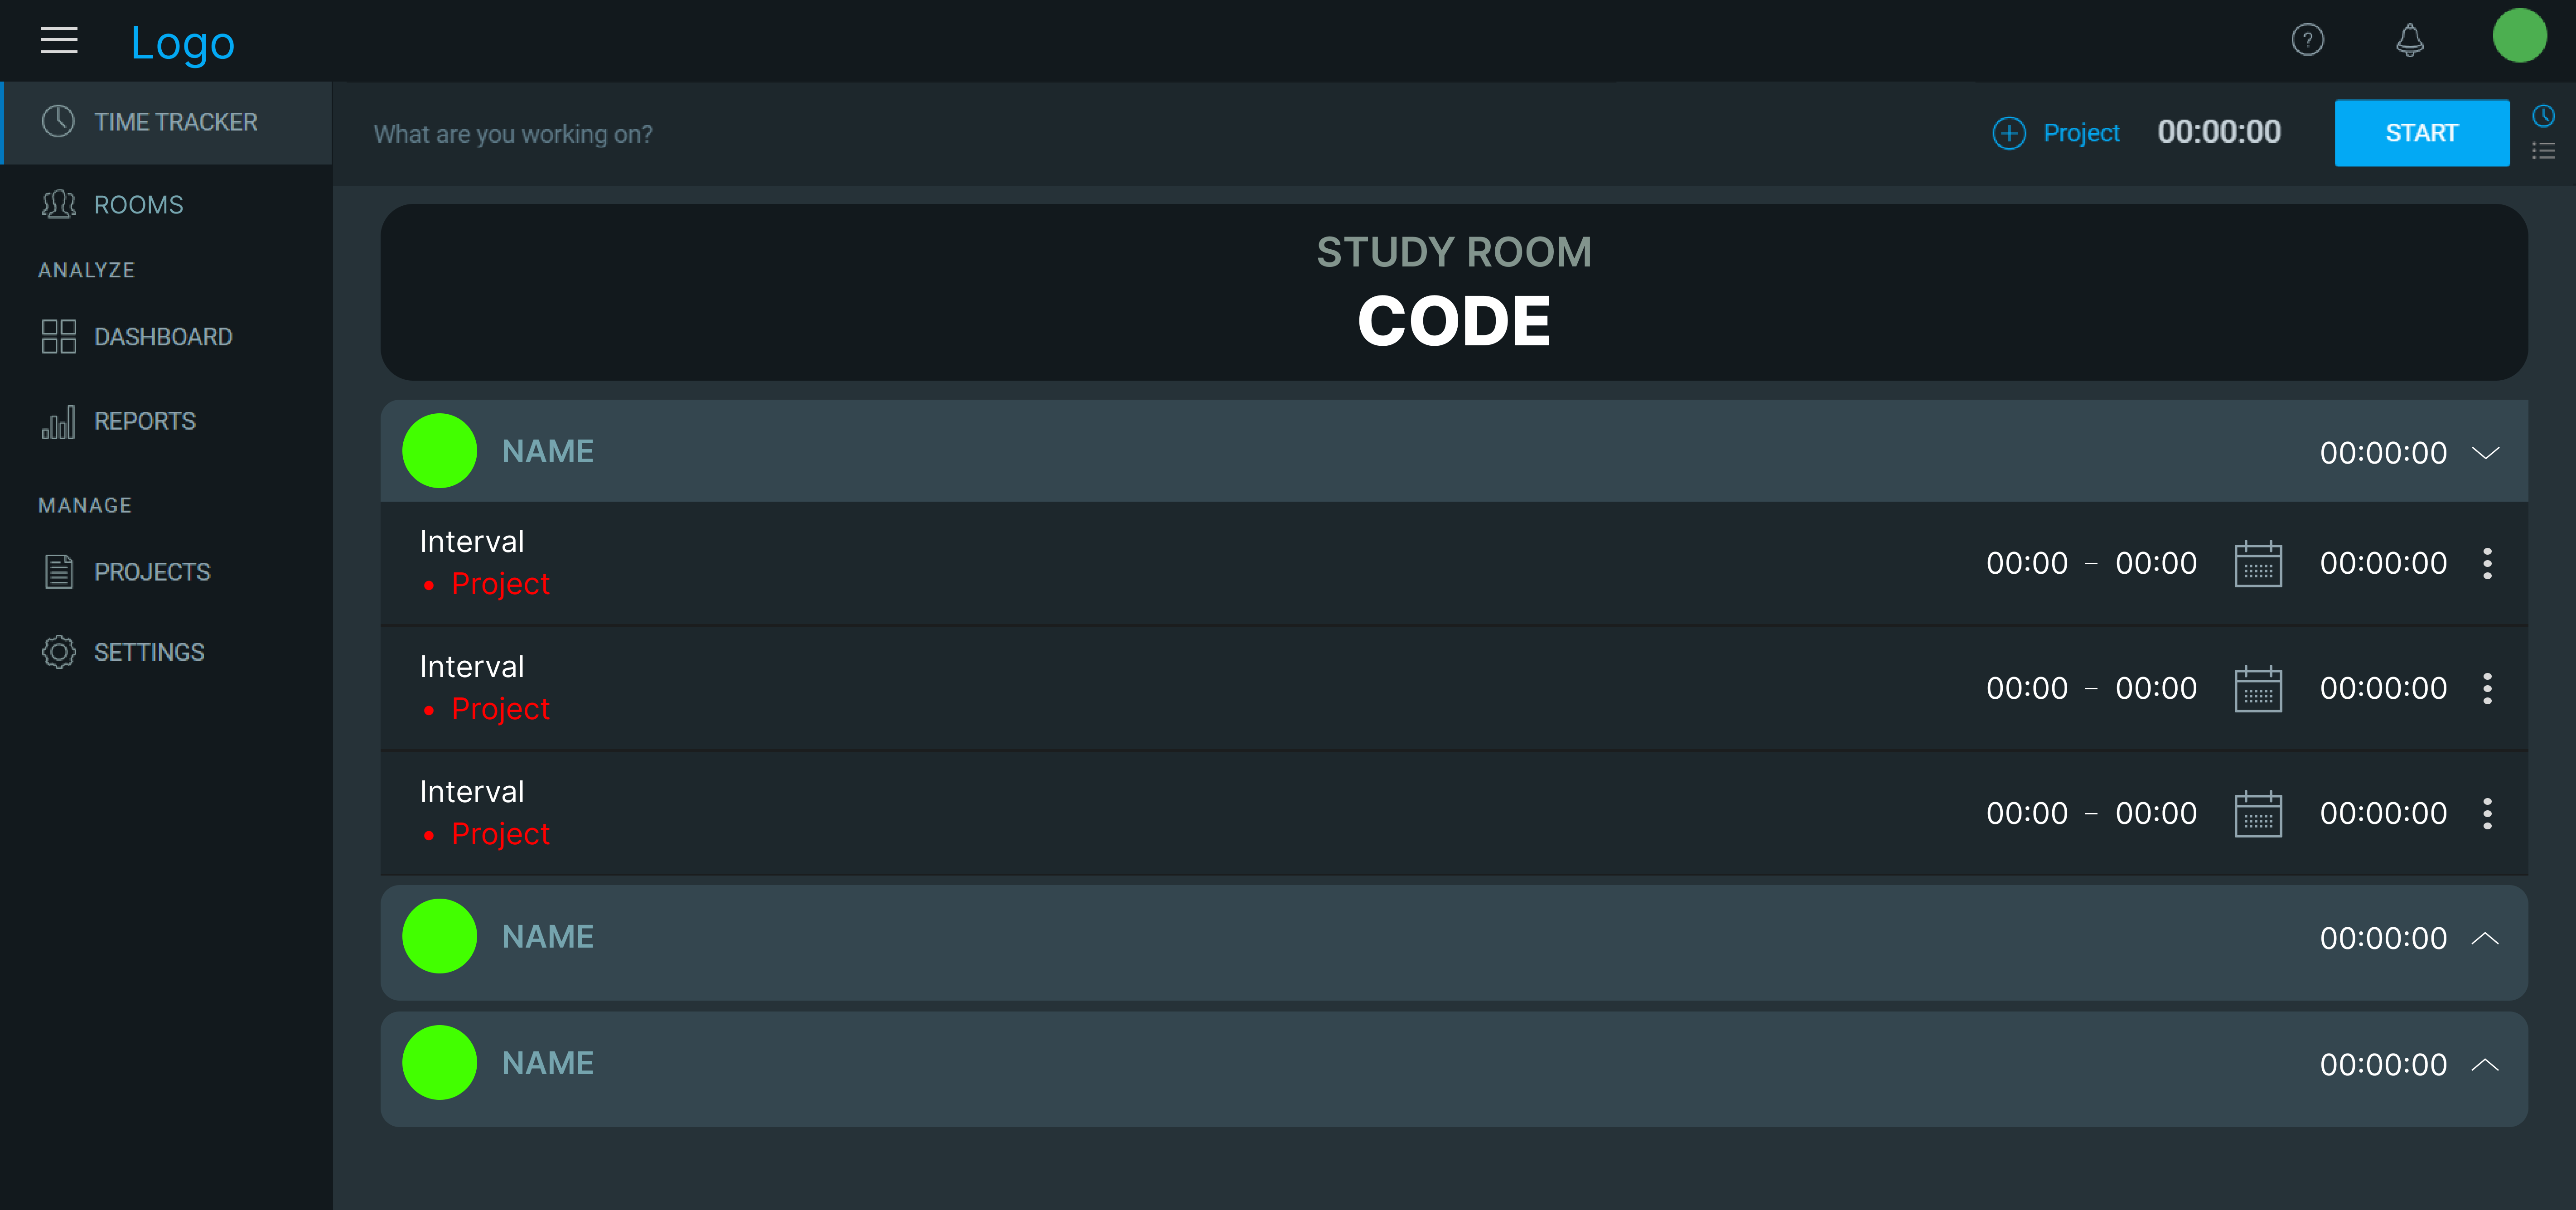 Logo
TIME TRACKER
ROOMS
ANALYZE
DASHBOARD
REPORTS
MANAGE
PROJECTS
SETTINGS
What are you working on?
Project 00:00:00 START
STUDY ROOM
CODE
NAME 00:00:00
Interval
• Project
00:00 - 00:00 00:00:00
Interval
• Project
00:00 - 00:00 00:00:00
Interval
• Project
00:00 - 00:00 00:00:00
NAME 00:00:00
NAME 00:00:00